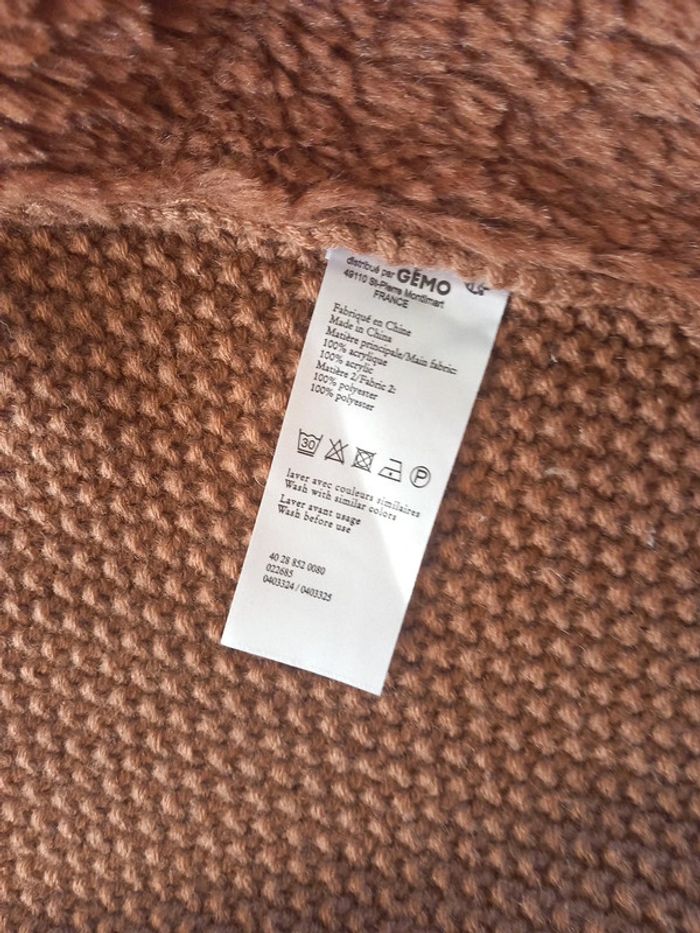 distribué par GÉMO
49110 St-Pierre Montlimart
FRANCE
Fabriqué en Chine
Made in China
Matière principale/Main fabric:
100% acrylique
100% acrylic
Matière 2/Fabric 2:
100% polyester
100% polyester
30 P
laver avec couleurs similaires
Wash with similar colors
Laver avant usage
Wash before use
40 28 852 0080
022685
0403324 / 0403325